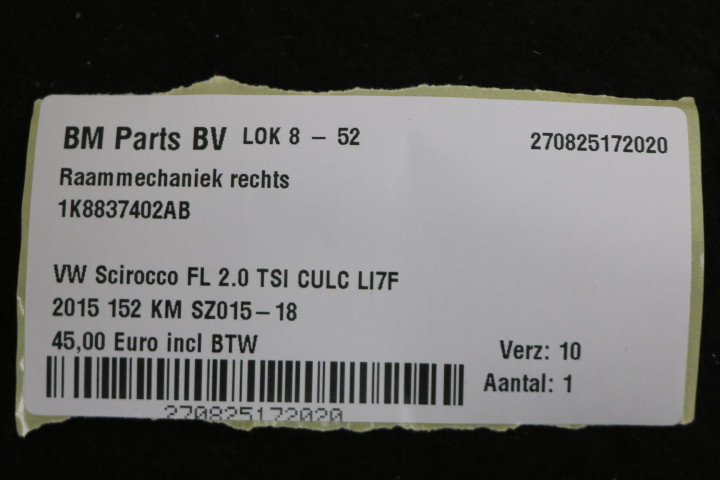 BM Parts BV LOK 8 - 52 270825172020
Raammechaniek rechts
1K8837402AB
VW Scirocco FL 2.0 TSI CULC LI7F
2015 152 KM SZ015-18
45,00 Euro incl BTW
Verz: 10
Aantal: 1
270825172020